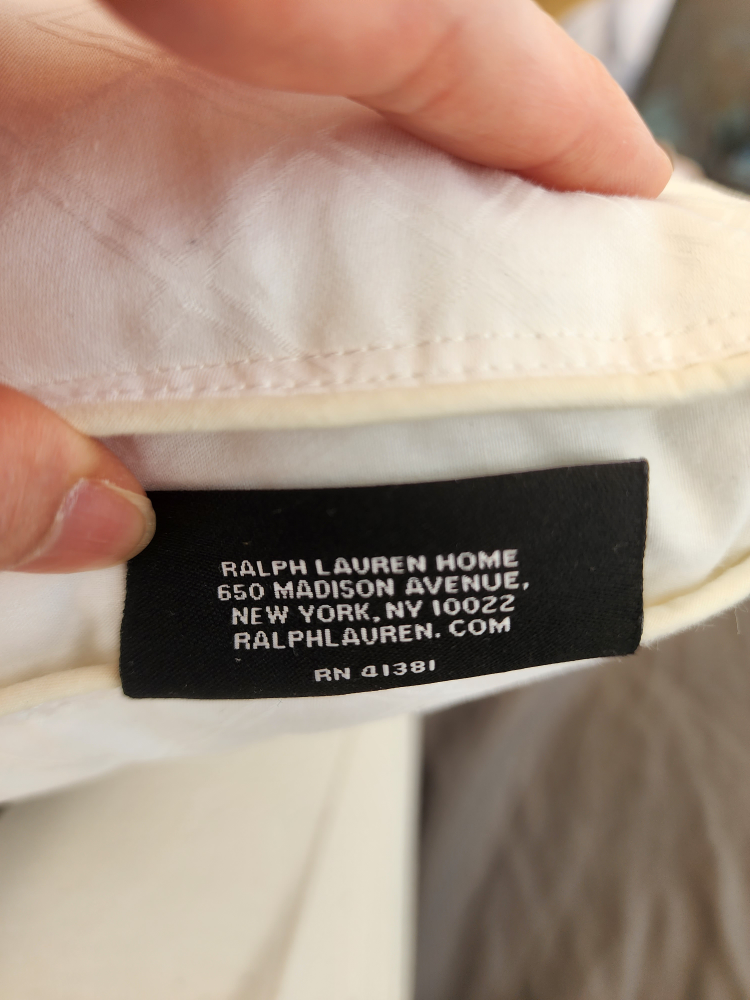 RALPH LAUREN HOME
650 MADISON AVENUE,
NEW YORK, NY 10022
RALPHLAUREN. COM
RN 41381